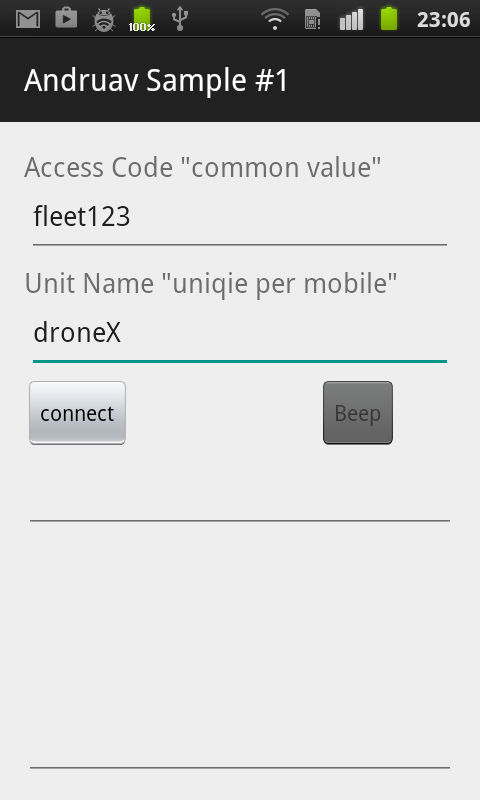 100%
23:06
Andruav Sample #1
Access Code "common value"
fleet123
Unit Name "uniqie per mobile"
droneX
connect
Beep